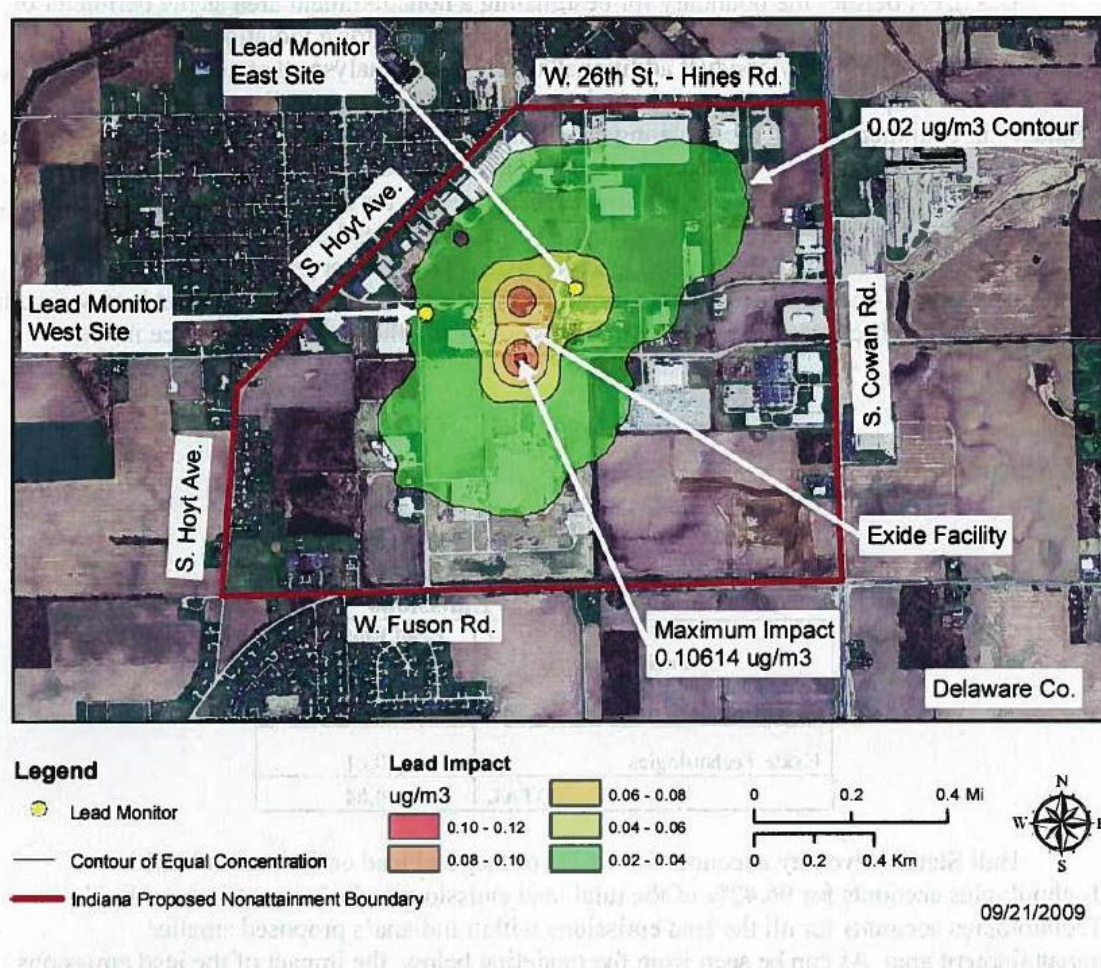 Lead Monitor
East Site
W. 26th St. - Hines Rd.
0.02 ug/m3 Contour
S. Hoyt Ave.
Lead Monitor
West Site
S. Cowan Rd.
S. Hoyt Ave.
Exide Facility
W. Fuson Rd.
Maximum Impact
0.10614 ug/m3
Delaware Co.
Legend
Lead Monitor
Contour of Equal Concentration
Indiana Proposed Nonattainment Boundary
Lead Impact
ug/m3
0.10 - 0.12
0.08 - 0.10
0.06 - 0.08
0.04 - 0.06
0.02 - 0.04
0 0.2 0.4 Mi
0.2 0.4 Km
N
W E
S
09/21/2009